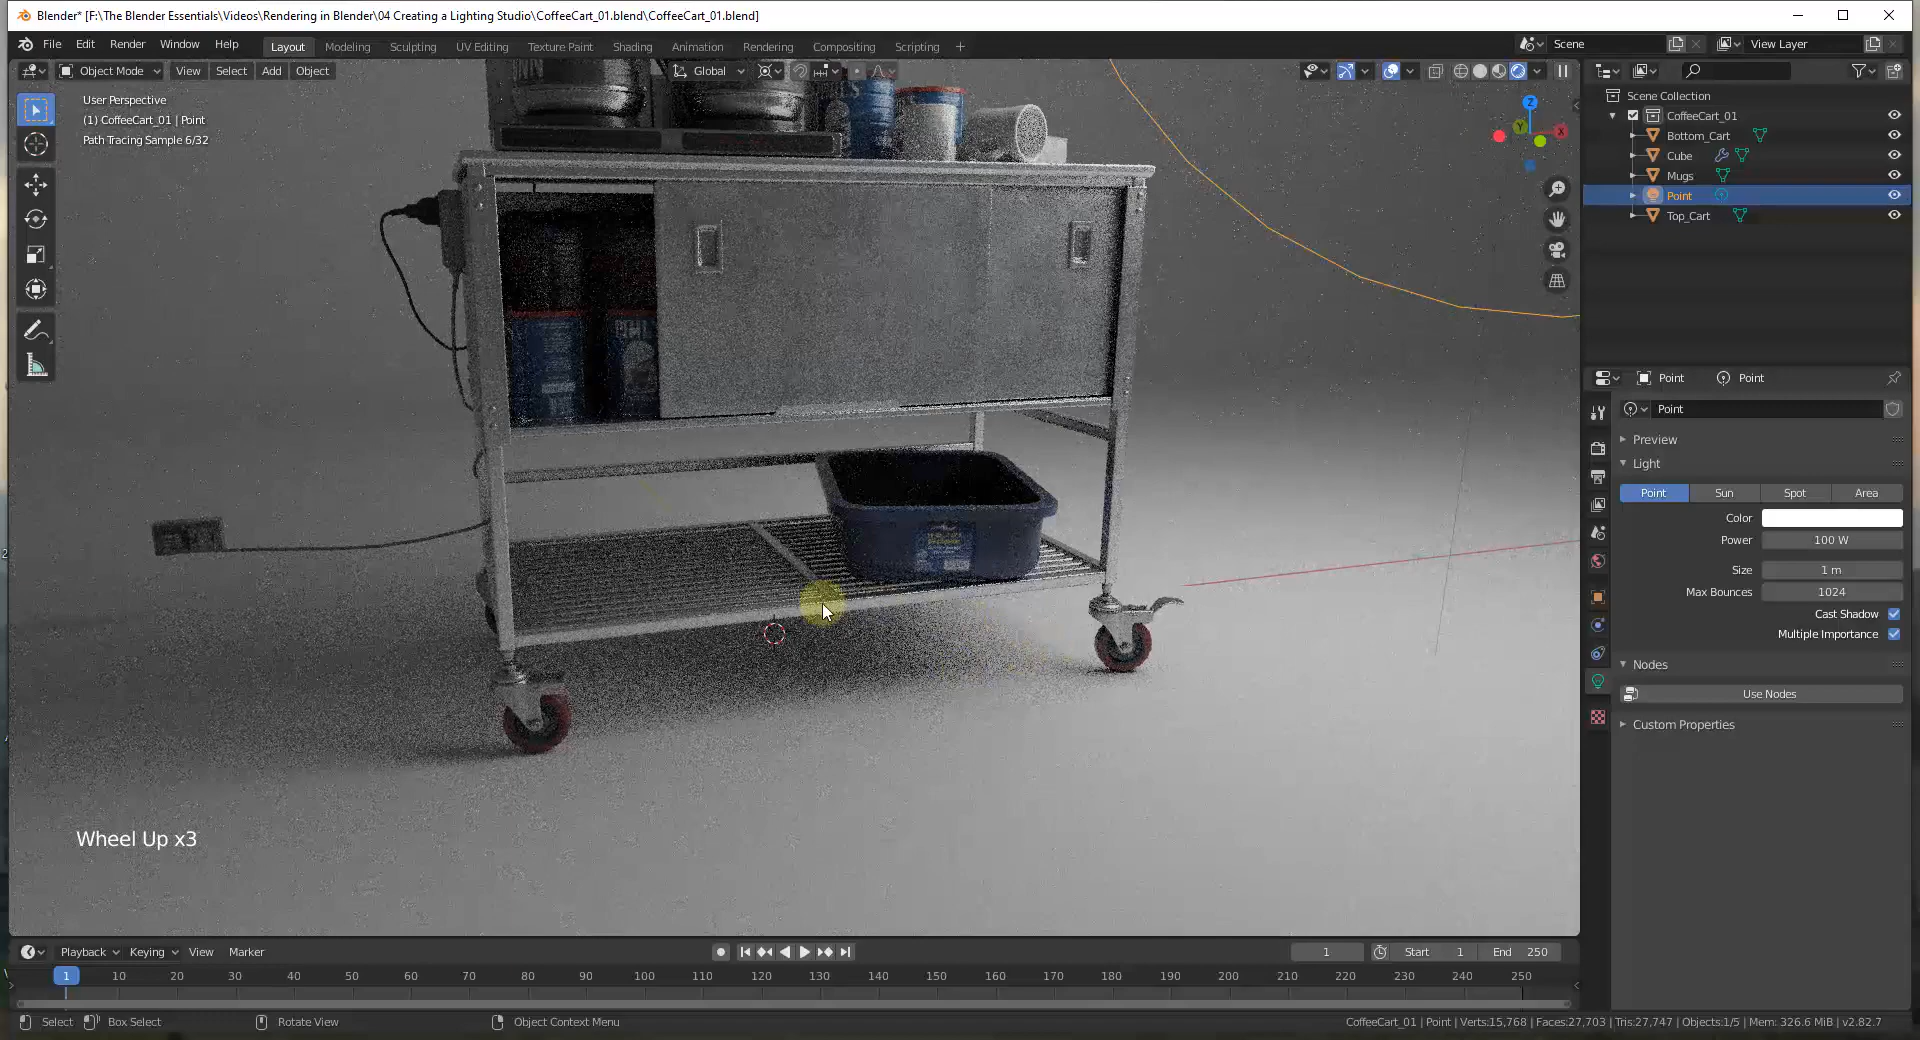 Blender* [F:\The Blender Essentials\Videos\Rendering in Blender\04 Creating a Lighting Studio\CoffeeCart_01.blend\CoffeeCart_01.blend]
File Edit Render Window Help Layout Modeling Sculpting UV Editing Texture Paint Shading Animation Rendering Compositing Scripting + Scene View Layer
Object Mode View Select Add Object Global
User Perspective
(1) CoffeeCart_01 | Point
Path Tracing Sample 6/32
Scene Collection
CoffeeCart_01
Bottom_Cart
Cube
Mugs
Point
Top_Cart
Z
Y
X
Point Point
Point
Preview
Light
Point Sun Spot Area
Color
Power 100 W
Size 1 m
Max Bounces 1024
Cast Shadow
Multiple Importance
Nodes
Use Nodes
Custom Properties
Wheel Up x3
Playback Keying View Marker 1 Start 1 End 250
1 10 20 30 40 50 60 70 80 90 100 110 120 130 140 150 160 170 180 190 200 210 220 230 240 250
Select Box Select Rotate View Object Context Menu CoffeeCart_01 | Point | Verts:15,768 | Faces:27,703 | Tris:27,747 | Objects:1/5 | Mem: 326.6 MiB | v2.82.7